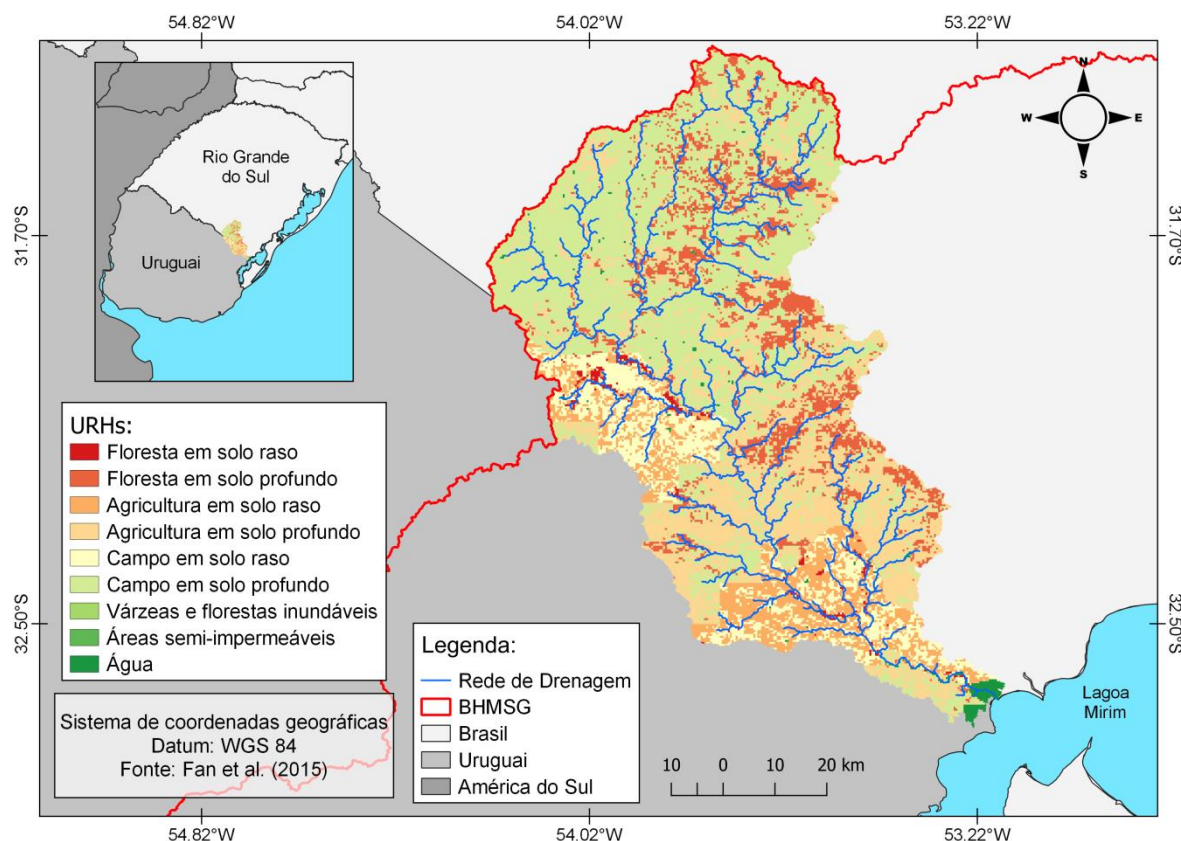 54.82°W
54.02°W
53.22°W
N
W
E
S
Rio Grande
do Sul
Uruguai
31.70°S
31.70°S
URHs:
Floresta em solo raso
Floresta em solo profundo
Agricultura em solo raso
Agricultura em solo profundo
Campo em solo raso
Campo em solo profundo
Várzeas e florestas inundáveis
Áreas semi-impermeáveis
Água
32.50°S
32.50°S
Legenda:
Rede de Drenagem
BHMSG
Brasil
Uruguai
América do Sul
Sistema de coordenadas geográficas
Datum: WGS 84
Fonte: Fan et al. (2015)
Lagoa
Mirim
10 0 10 20 km
54.82°W
54.02°W
53.22°W